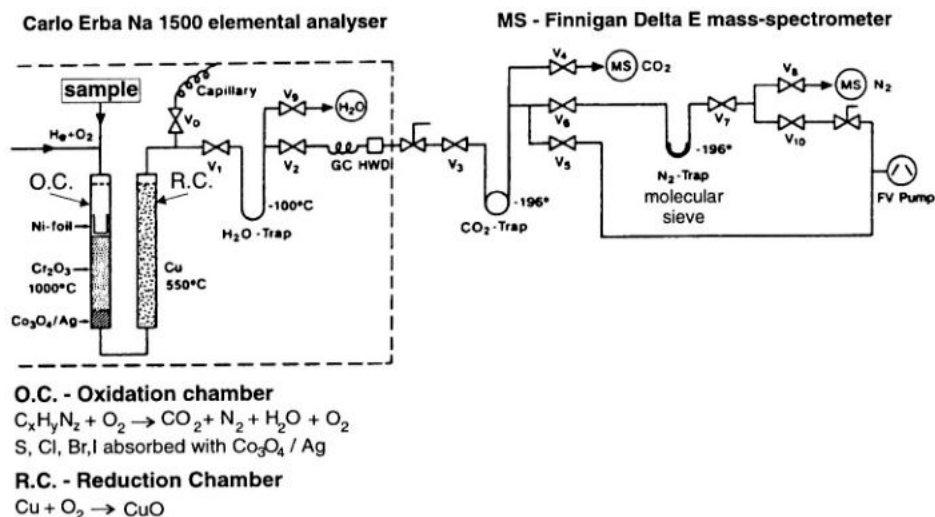 Carlo Erba Na 1500 elemental analyser
MS - Finnigan Delta E mass-spectrometer
sample
He+O₂
O.C.
R.C.
Ni-foil
Cr₂O₃
1000°C
Co₃O₄/Ag
Cu
550°C
Capillary
V₀
V₁
V₉
H₂O
V₂
GC HWD
-100°C
H₂O-Trap
V₃
-196°
CO₂-Trap
V₄
MS CO₂
V₆
V₅
-196°
N₂-Trap
molecular
sieve
V₇
V₈
MS N₂
V₁₀
FV Pump
O.C. - Oxidation chamber
CₓHᵧN_z + O₂ → CO₂ + N₂ + H₂O + O₂
S, Cl, Br,I absorbed with Co₃O₄ / Ag
R.C. - Reduction Chamber
Cu + O₂ → CuO